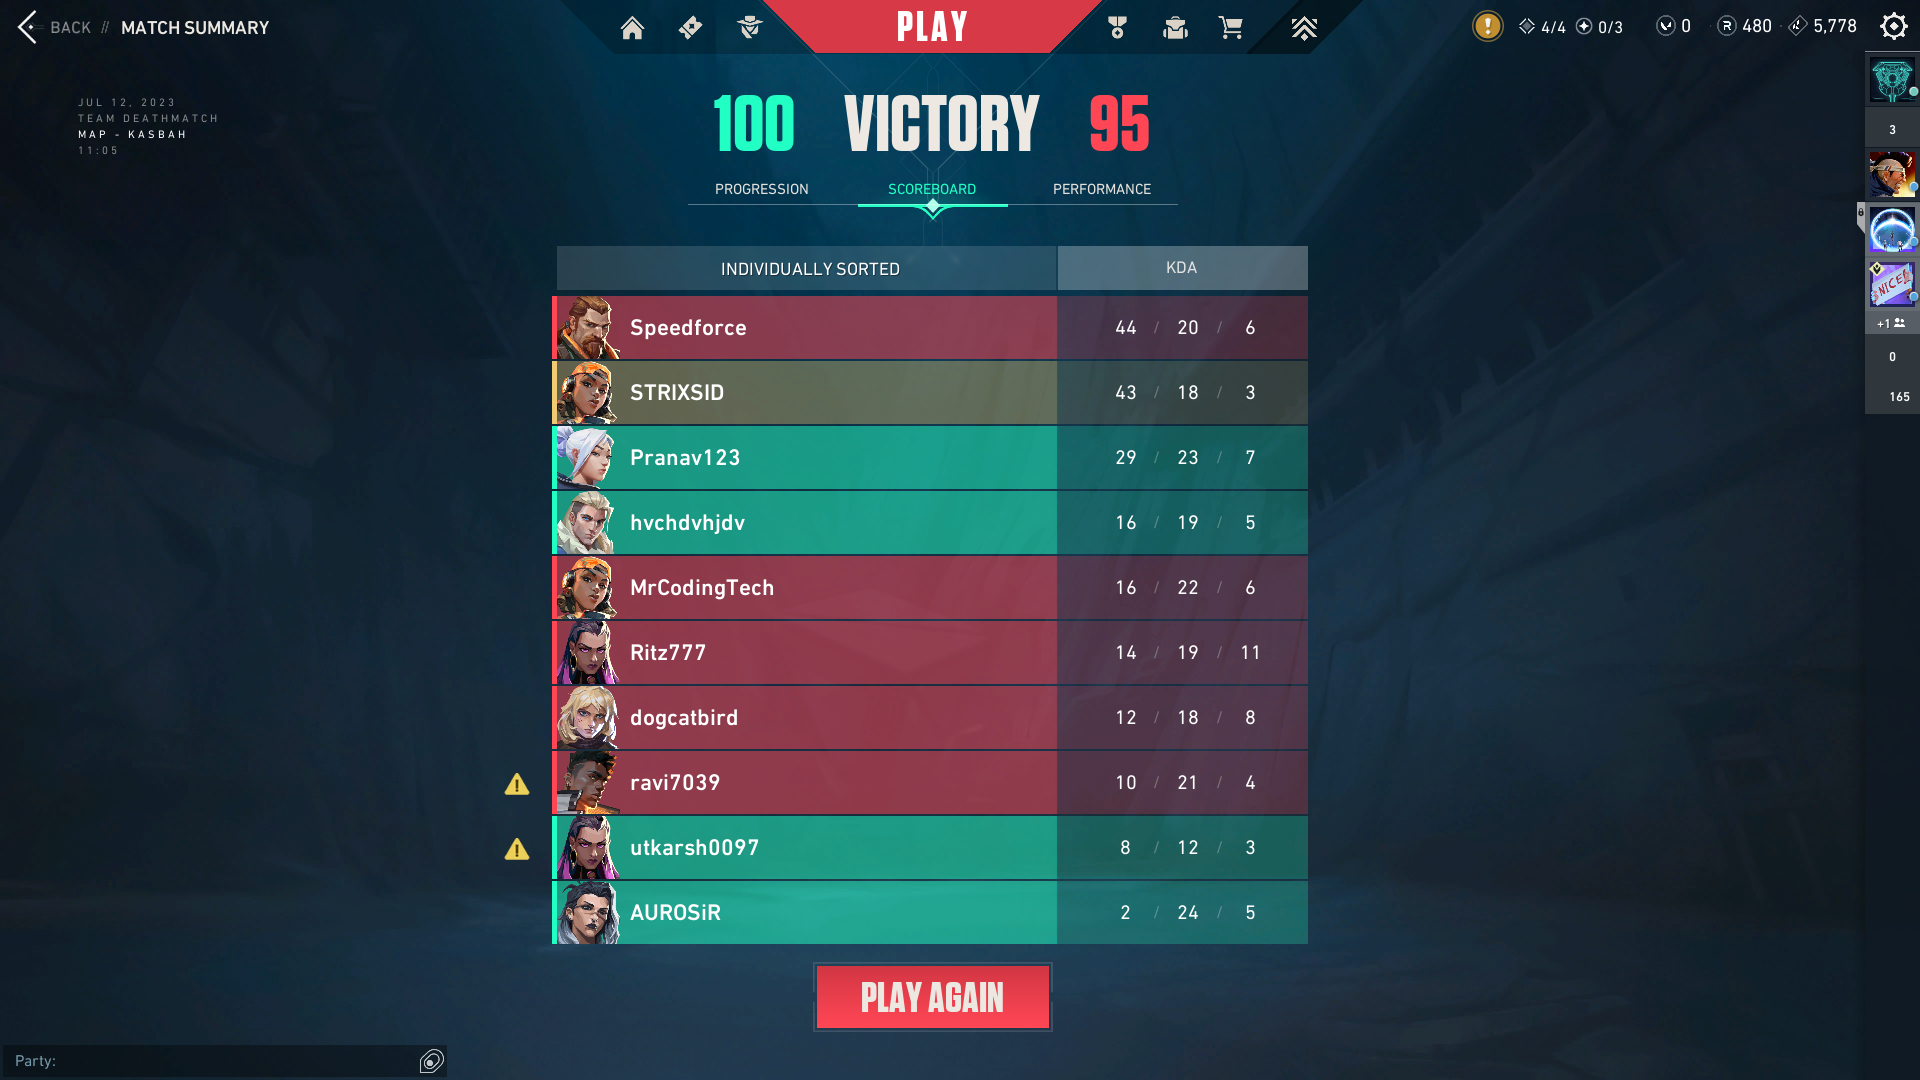 BACK // MATCH SUMMARY
PLAY
4/4 0/3 0 R 480 5,778
JUL 12, 2023
TEAM DEATHMATCH
MAP - KASBAH
11:05
100 VICTORY 95
PROGRESSION SCOREBOARD PERFORMANCE
INDIVIDUALLY SORTED KDA
Speedforce 44 / 20 / 6
STRIXSID 43 / 18 / 3
Pranav123 29 / 23 / 7
hvchdvhjdv 16 / 19 / 5
MrCodingTech 16 / 22 / 6
Ritz777 14 / 19 / 11
dogcatbird 12 / 18 / 8
ravi7039 10 / 21 / 4
utkarsh0097 8 / 12 / 3
AUROSiR 2 / 24 / 5
PLAY AGAIN
Party:
3
NICE!
+1
0
165